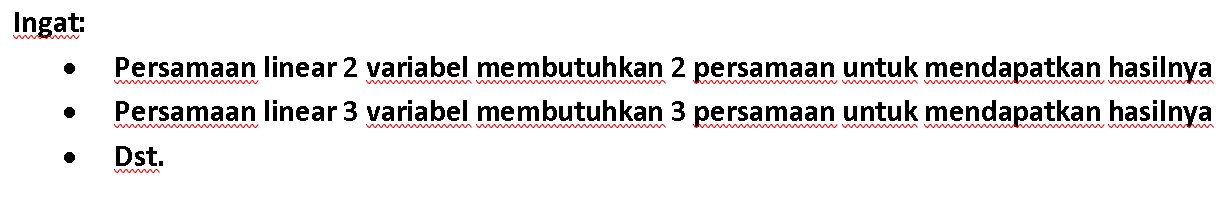 Ingat:
• Persamaan linear 2 variabel membutuhkan 2 persamaan untuk mendapatkan hasilnya
• Persamaan linear 3 variabel membutuhkan 3 persamaan untuk mendapatkan hasilnya
• Dst.